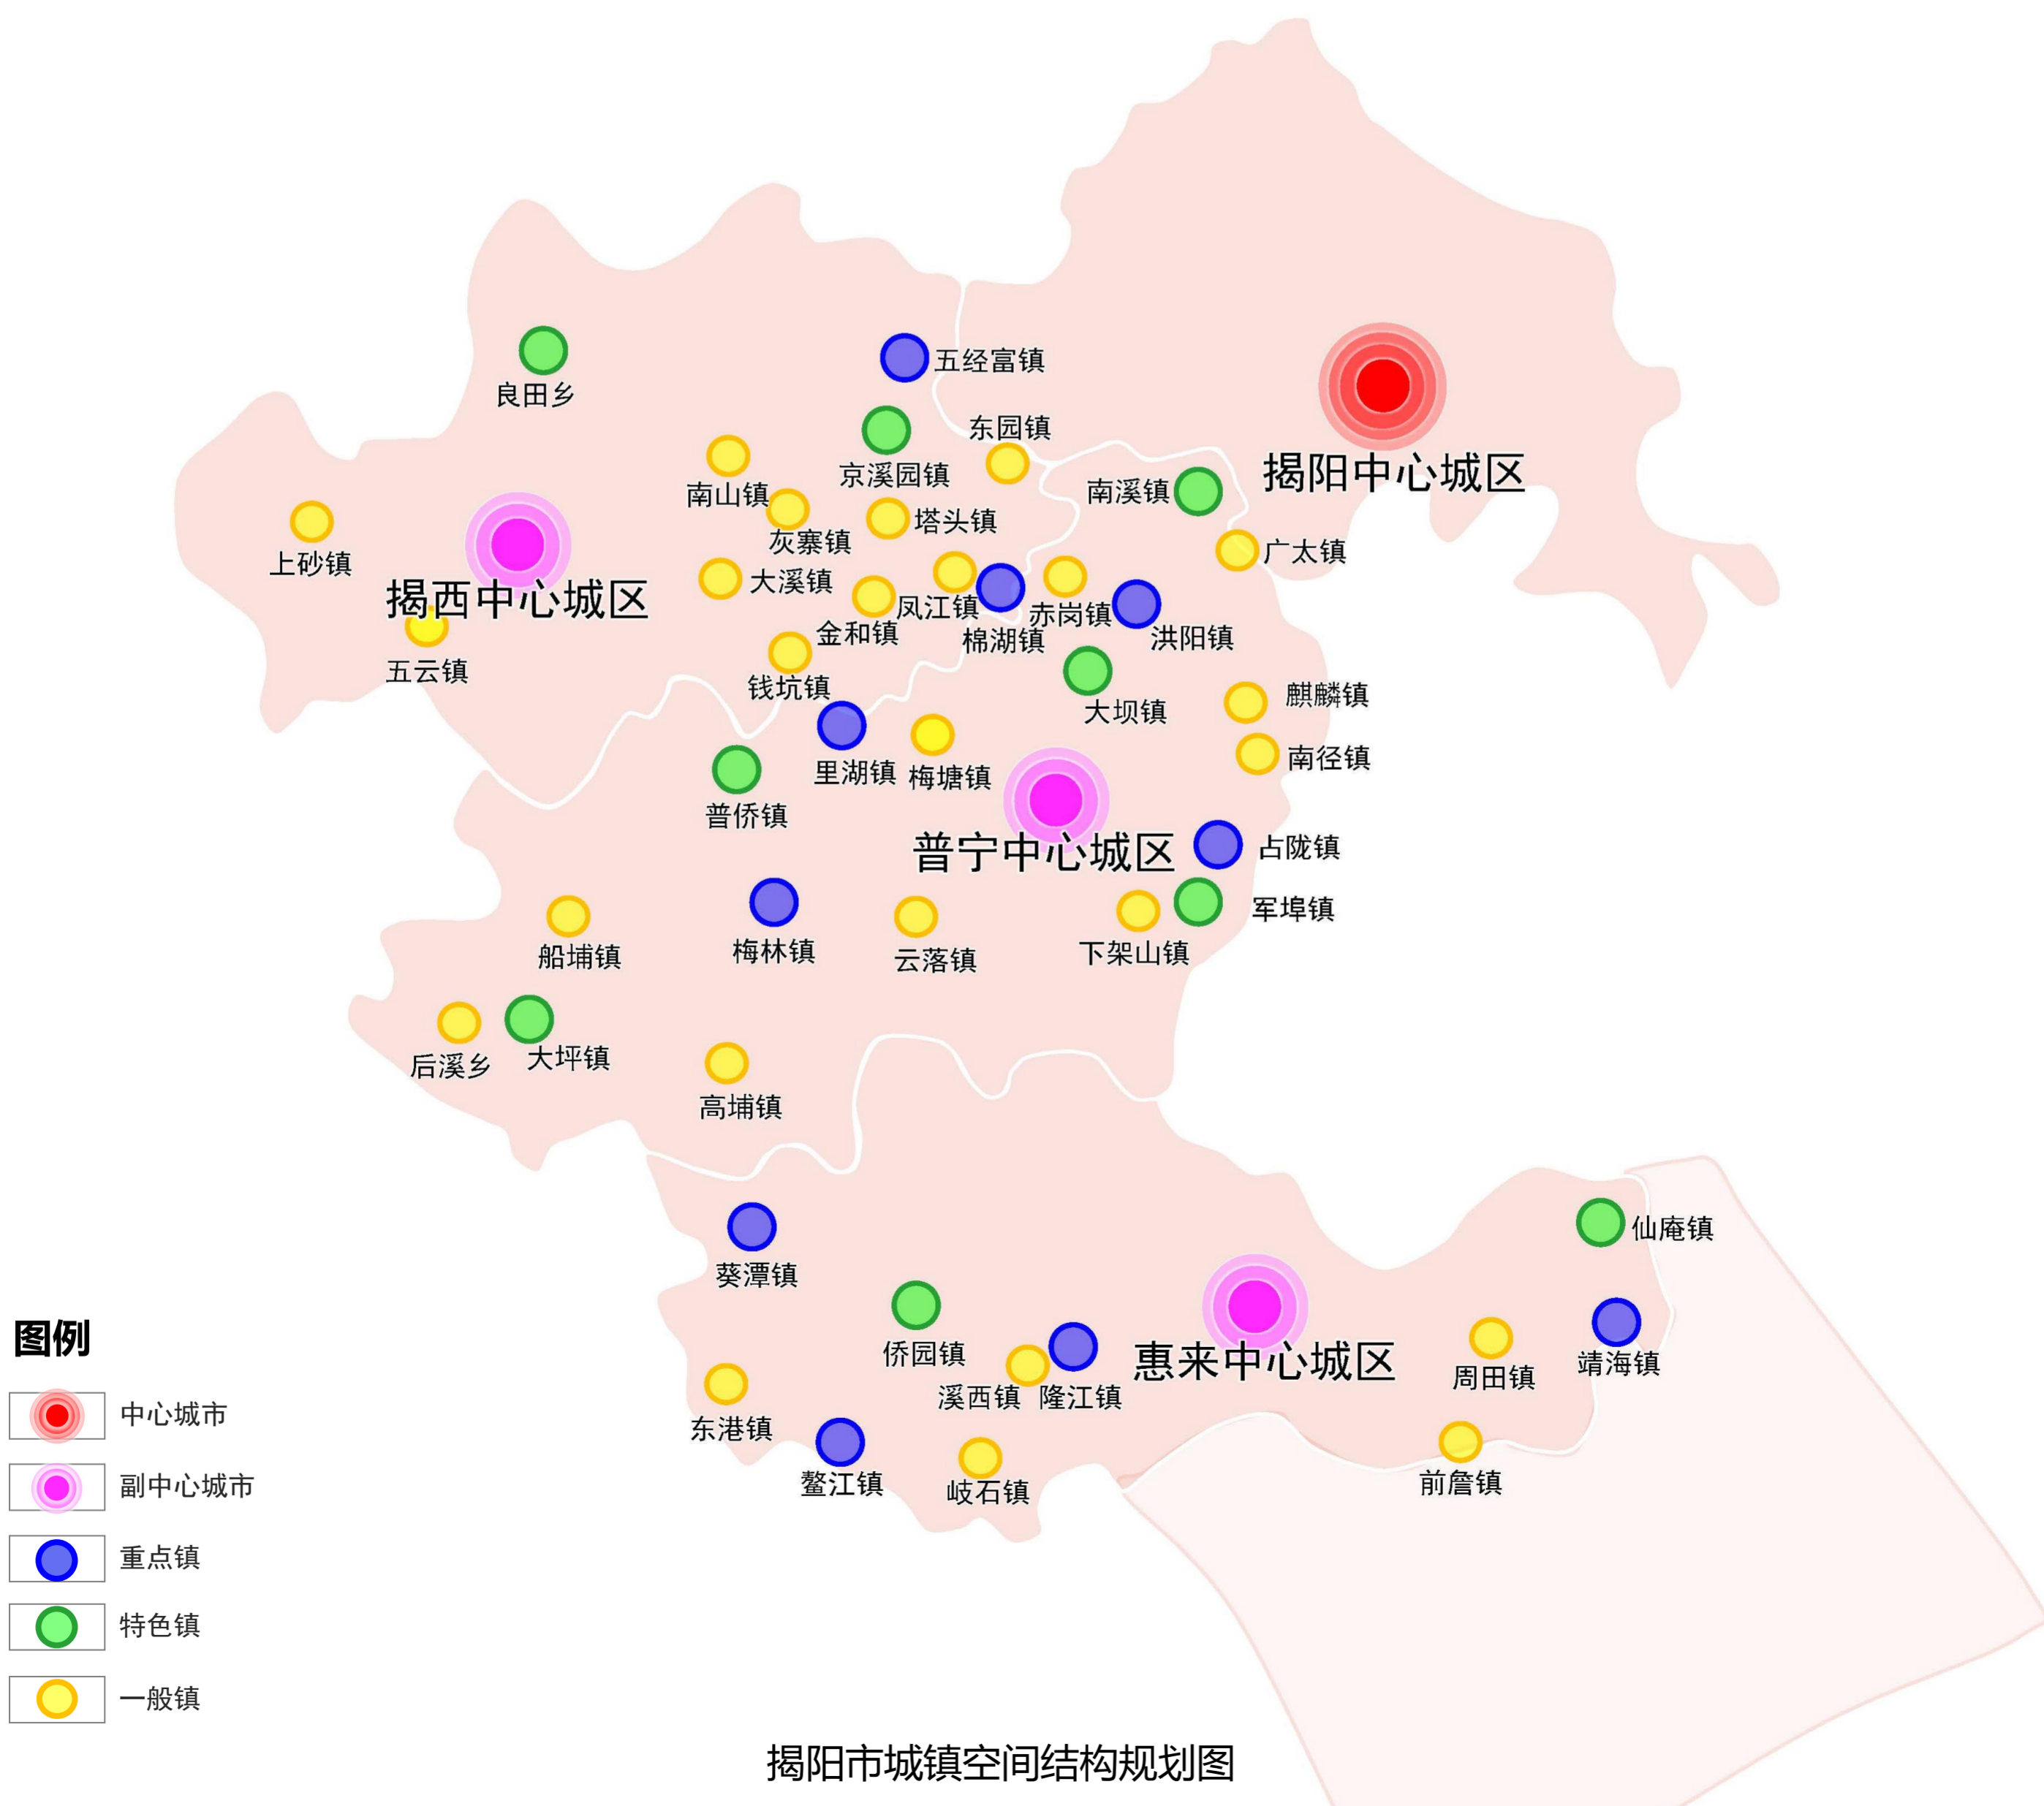 良田乡
五经富镇
东园镇
京溪园镇
揭阳中心城区
南山镇
南溪镇
塔头镇
灰寨镇
广太镇
上砂镇
大溪镇
揭西中心城区
凤江镇
赤岗镇
金和镇
棉湖镇
洪阳镇
五云镇
钱坑镇
麒麟镇
大坝镇
南径镇
里湖镇
梅塘镇
普侨镇
普宁中心城区
占陇镇
军埠镇
船埔镇
梅林镇
云落镇
下架山镇
后溪乡
大坪镇
高埔镇
仙庵镇
葵潭镇
侨园镇
惠来中心城区
靖海镇
周田镇
溪西镇
隆江镇
东港镇
鳌江镇
岐石镇
前詹镇
图例
中心城市
副中心城市
重点镇
特色镇
一般镇
揭阳市城镇空间结构规划图